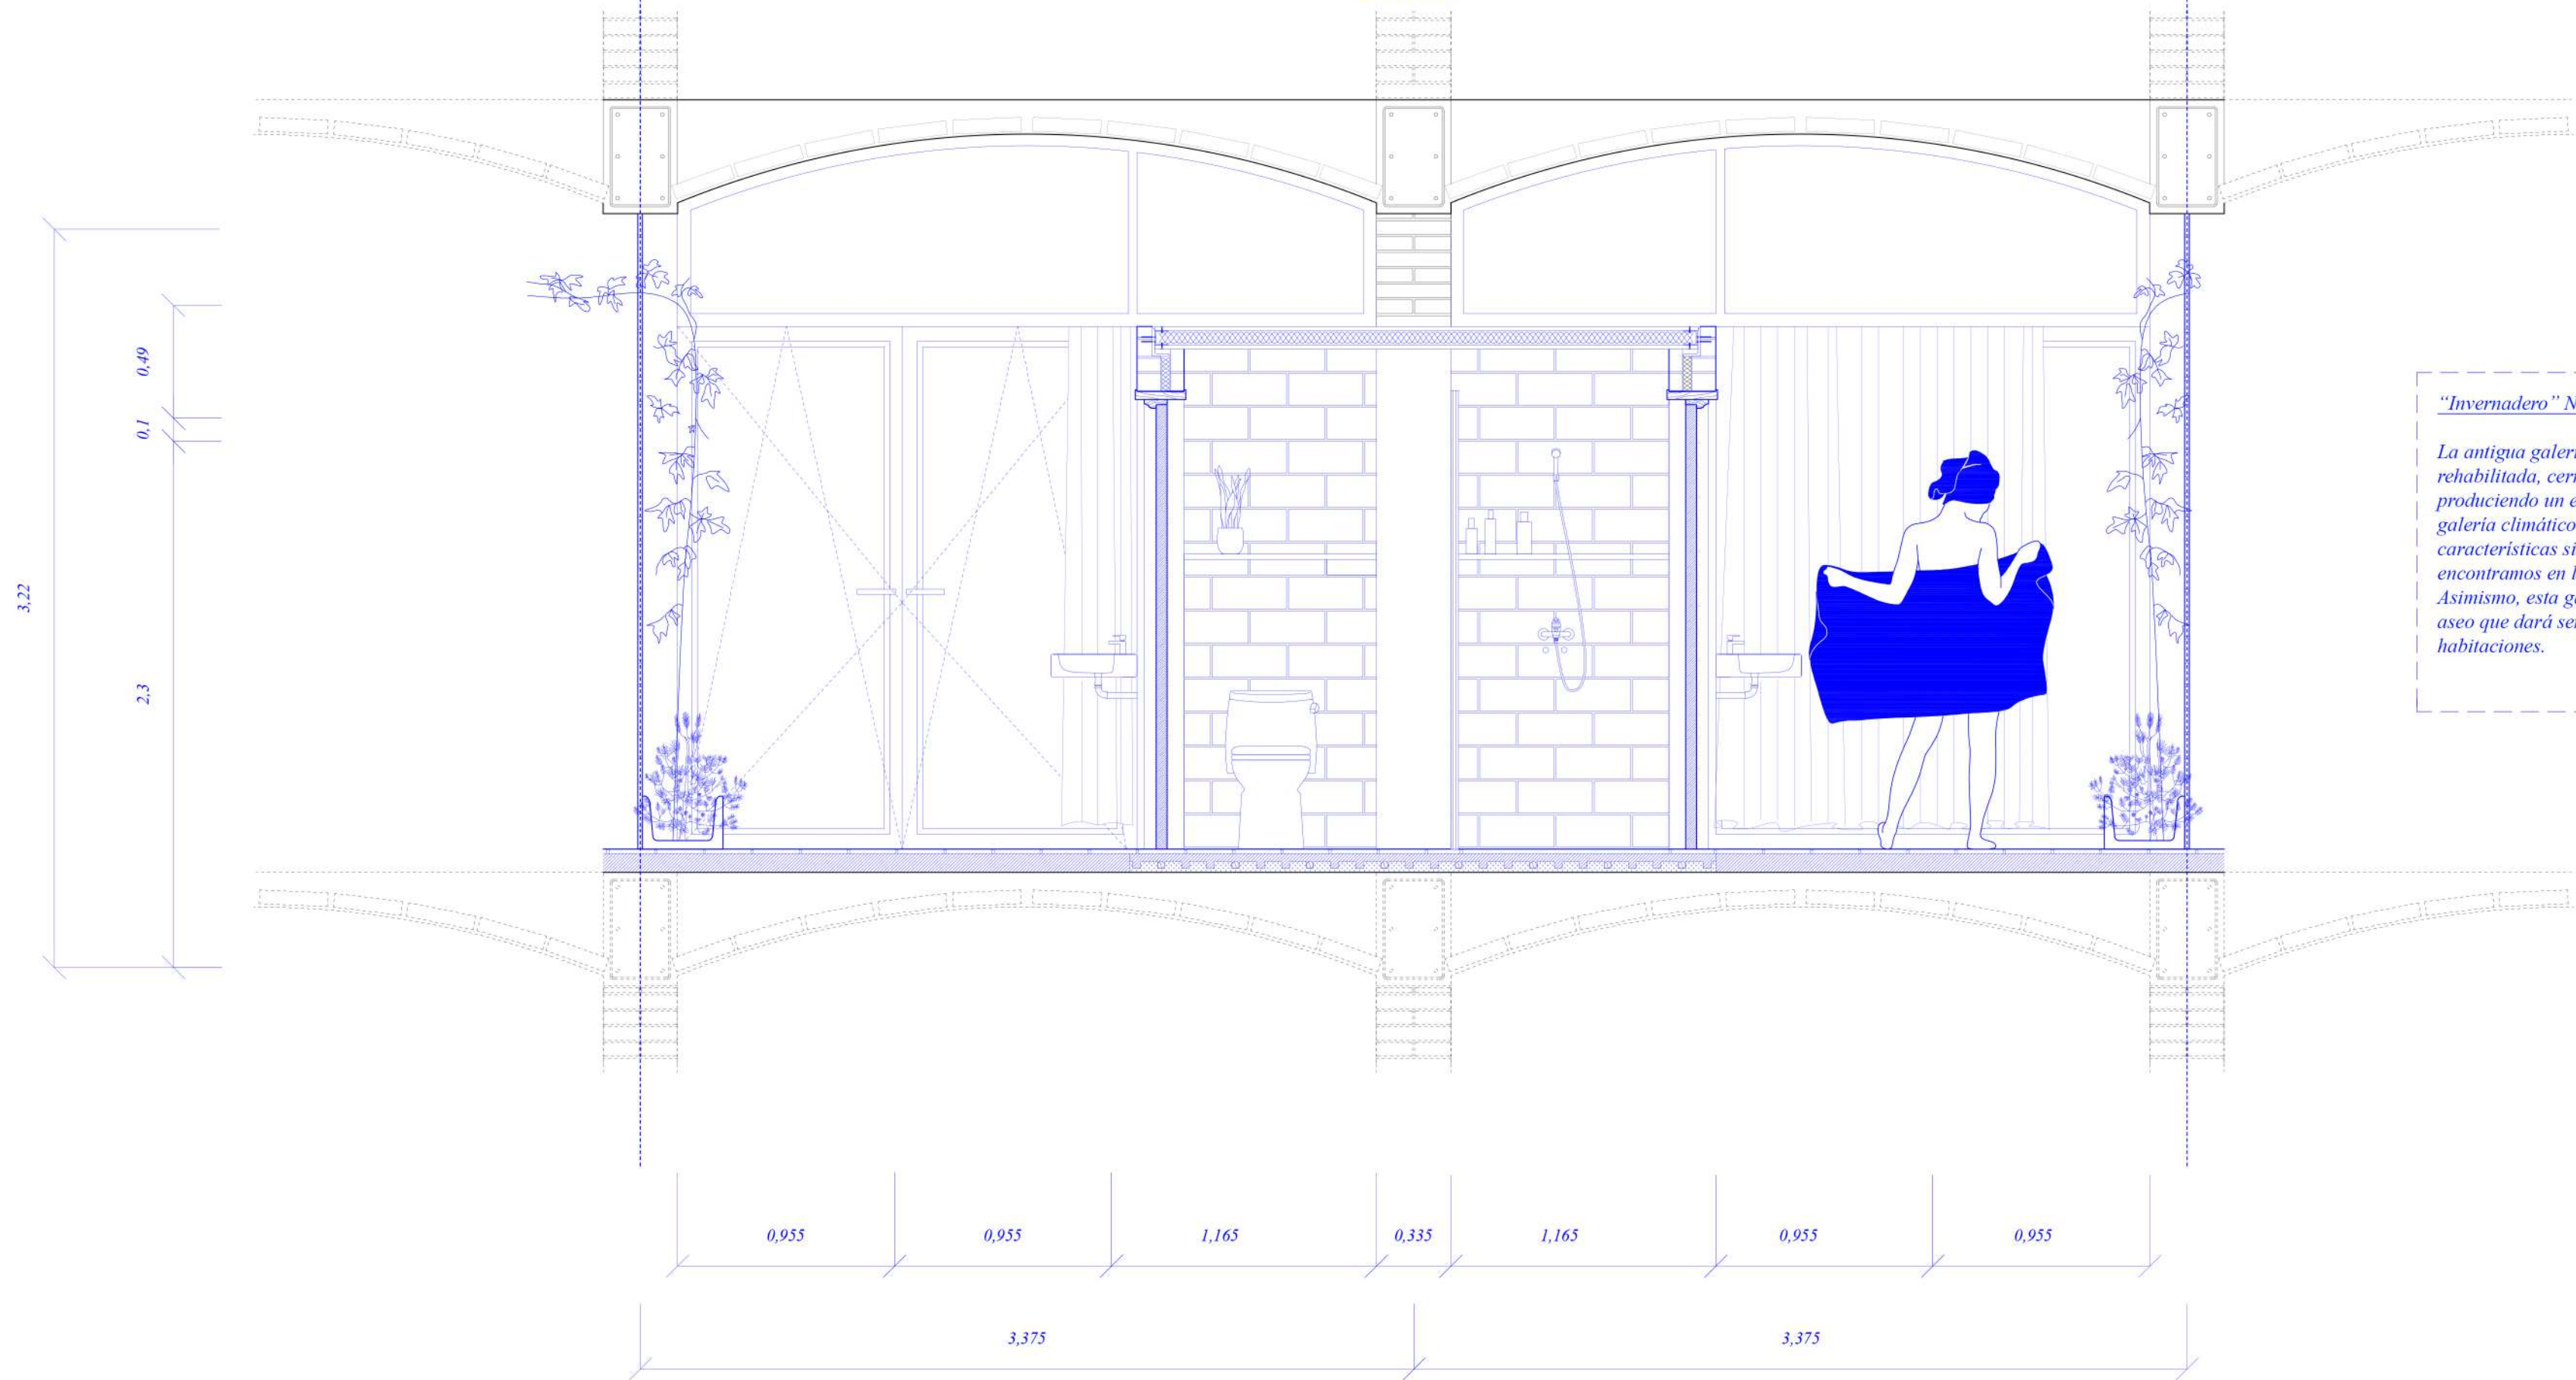 0,49
0,1
3,22
2,3
“Invernadero” N
La antigua galer
rehabilitada, cer
produciendo un e
galería climático
características si
encontramos en l
Asimismo, esta g
aseo que dará se
habitaciones.
0,955
0,955
1,165
0,335
1,165
0,955
0,955
3,375
3,375